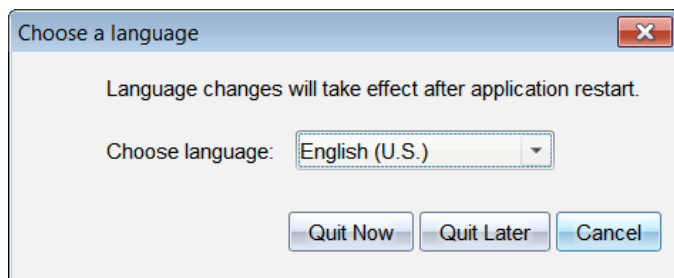 Choose a language
Language changes will take effect after application restart.
Choose language: English (U.S.)
Quit Now Quit Later Cancel